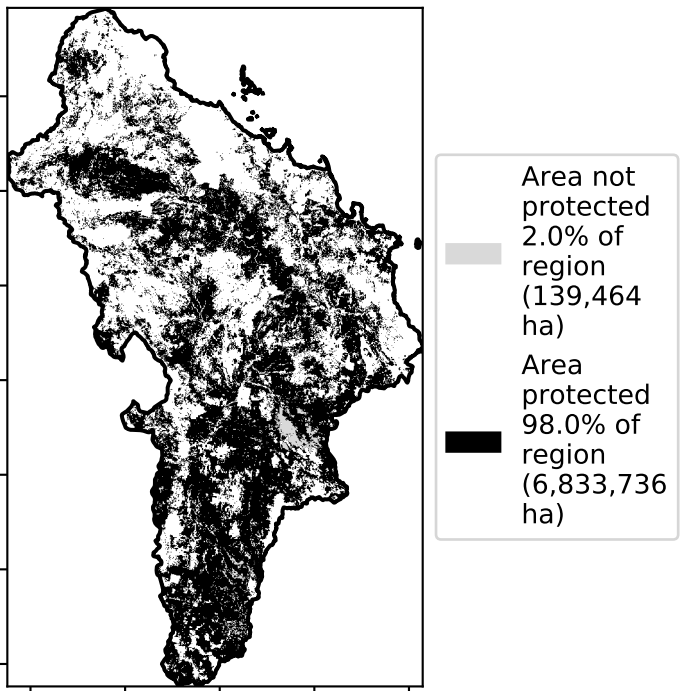 Area not
protected
2.0% of
region
(139,464
ha)
Area
protected
98.0% of
region
(6,833,736
ha)